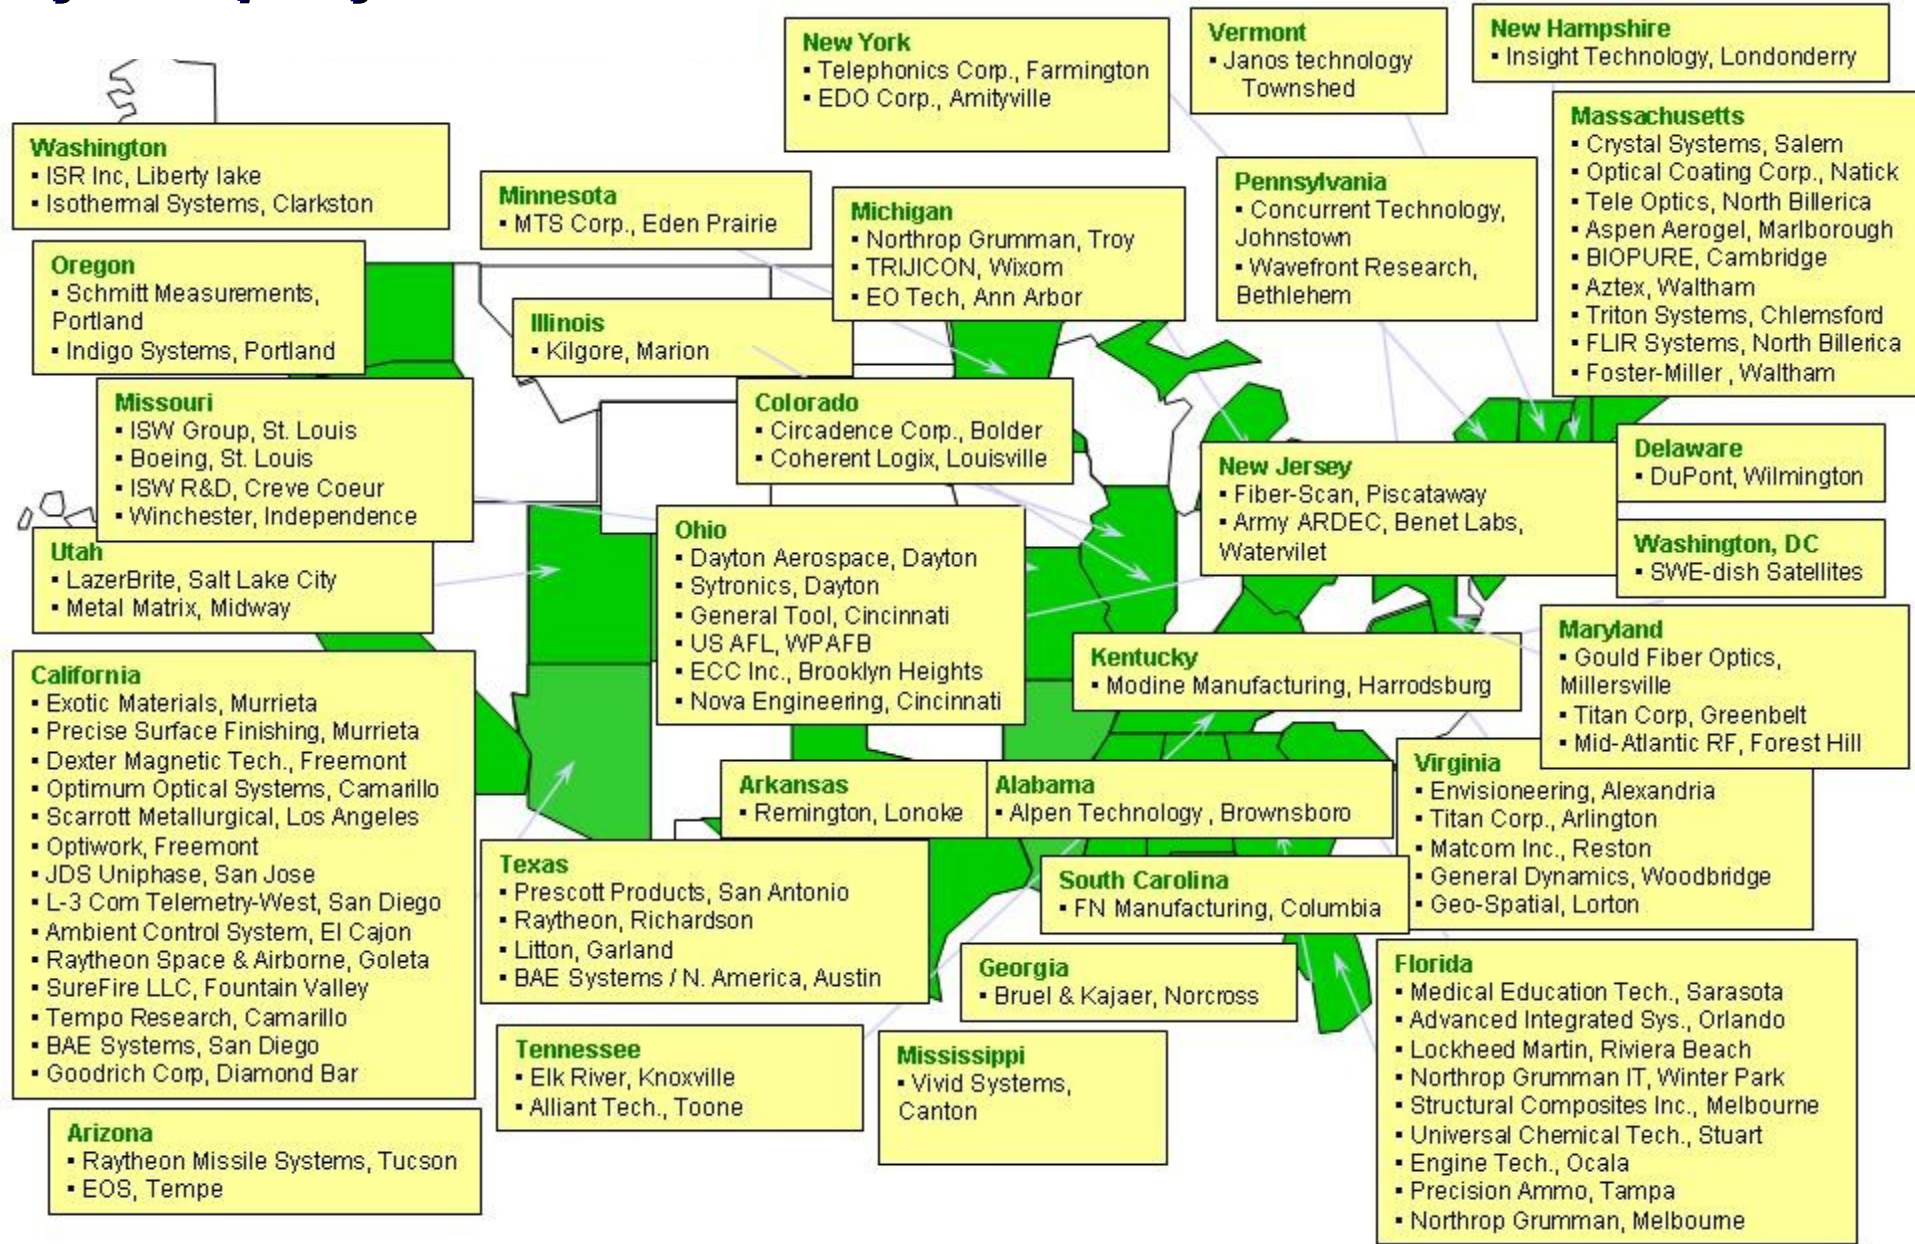 New York
▪ Telephonics Corp., Farmington
▪ EDO Corp., Amityville
Vermont
▪ Janos technology
Townshed
New Hampshire
▪ Insight Technology, Londonderry
Massachusetts
▪ Crystal Systems, Salem
▪ Optical Coating Corp., Natick
▪ Tele Optics, North Billerica
▪ Aspen Aerogel, Marlborough
▪ BIOPURE, Cambridge
▪ Aztex, Waltham
▪ Triton Systems, Chlemsford
▪ FLIR Systems, North Billerica
▪ Foster-Miller , Waltham
Washington
▪ ISR Inc, Liberty lake
▪ Isothermal Systems, Clarkston
Minnesota
▪ MTS Corp., Eden Prairie
Michigan
▪ Northrop Grumman, Troy
▪ TRIJICON, Wixom
▪ EO Tech, Ann Arbor
Pennsylvania
▪ Concurrent Technology,
Johnstown
▪ Wavefront Research,
Bethlehem
Oregon
▪ Schmitt Measurements,
Portland
▪ Indigo Systems, Portland
Illinois
▪ Kilgore, Marion
Missouri
▪ ISW Group, St. Louis
▪ Boeing, St. Louis
▪ ISW R&D, Creve Coeur
▪ Winchester, Independence
Colorado
▪ Circadence Corp., Bolder
▪ Coherent Logix, Louisville
New Jersey
▪ Fiber-Scan, Piscataway
▪ Army ARDEC, Benet Labs,
Watervilet
Delaware
▪ DuPont, Wilmington
Washington, DC
▪ SWE-dish Satellites
Utah
▪ LazerBrite, Salt Lake City
▪ Metal Matrix, Midway
Ohio
▪ Dayton Aerospace, Dayton
▪ Sytronics, Dayton
▪ General Tool, Cincinnati
▪ US AFL, WPAFB
▪ ECC Inc., Brooklyn Heights
▪ Nova Engineering, Cincinnati
Kentucky
▪ Modine Manufacturing, Harrodsburg
Maryland
▪ Gould Fiber Optics,
Millersville
▪ Titan Corp, Greenbelt
▪ Mid-Atlantic RF, Forest Hill
California
▪ Exotic Materials, Murrieta
▪ Precise Surface Finishing, Murrieta
▪ Dexter Magnetic Tech., Freemont
▪ Optimum Optical Systems, Camarillo
▪ Scarrott Metallurgical, Los Angeles
▪ Optiwork, Freemont
▪ JDS Uniphase, San Jose
▪ L-3 Com Telemetry-West, San Diego
▪ Ambient Control System, El Cajon
▪ Raytheon Space & Airborne, Goleta
▪ SureFire LLC, Fountain Valley
▪ Tempo Research, Camarillo
▪ BAE Systems, San Diego
▪ Goodrich Corp, Diamond Bar
Arkansas
▪ Remington, Lonoke
Alabama
▪ Alpen Technology , Brownsboro
Virginia
▪ Envisioneering, Alexandria
▪ Titan Corp., Arlington
▪ Matcom Inc., Reston
▪ General Dynamics, Woodbridge
▪ Geo-Spatial, Lorton
Texas
▪ Prescott Products, San Antonio
▪ Raytheon, Richardson
▪ Litton, Garland
▪ BAE Systems / N. America, Austin
South Carolina
▪ FN Manufacturing, Columbia
Georgia
▪ Bruel & Kajaer, Norcross
Florida
▪ Medical Education Tech., Sarasota
▪ Advanced Integrated Sys., Orlando
▪ Lockheed Martin, Riviera Beach
▪ Northrop Grumman IT, Winter Park
▪ Structural Composites Inc., Melbourne
▪ Universal Chemical Tech., Stuart
▪ Engine Tech., Ocala
▪ Precision Ammo, Tampa
▪ Northrop Grumman, Melbourne
Tennessee
▪ Elk River, Knoxville
▪ Alliant Tech., Toone
Mississippi
▪ Vivid Systems,
Canton
Arizona
▪ Raytheon Missile Systems, Tucson
▪ EOS, Tempe